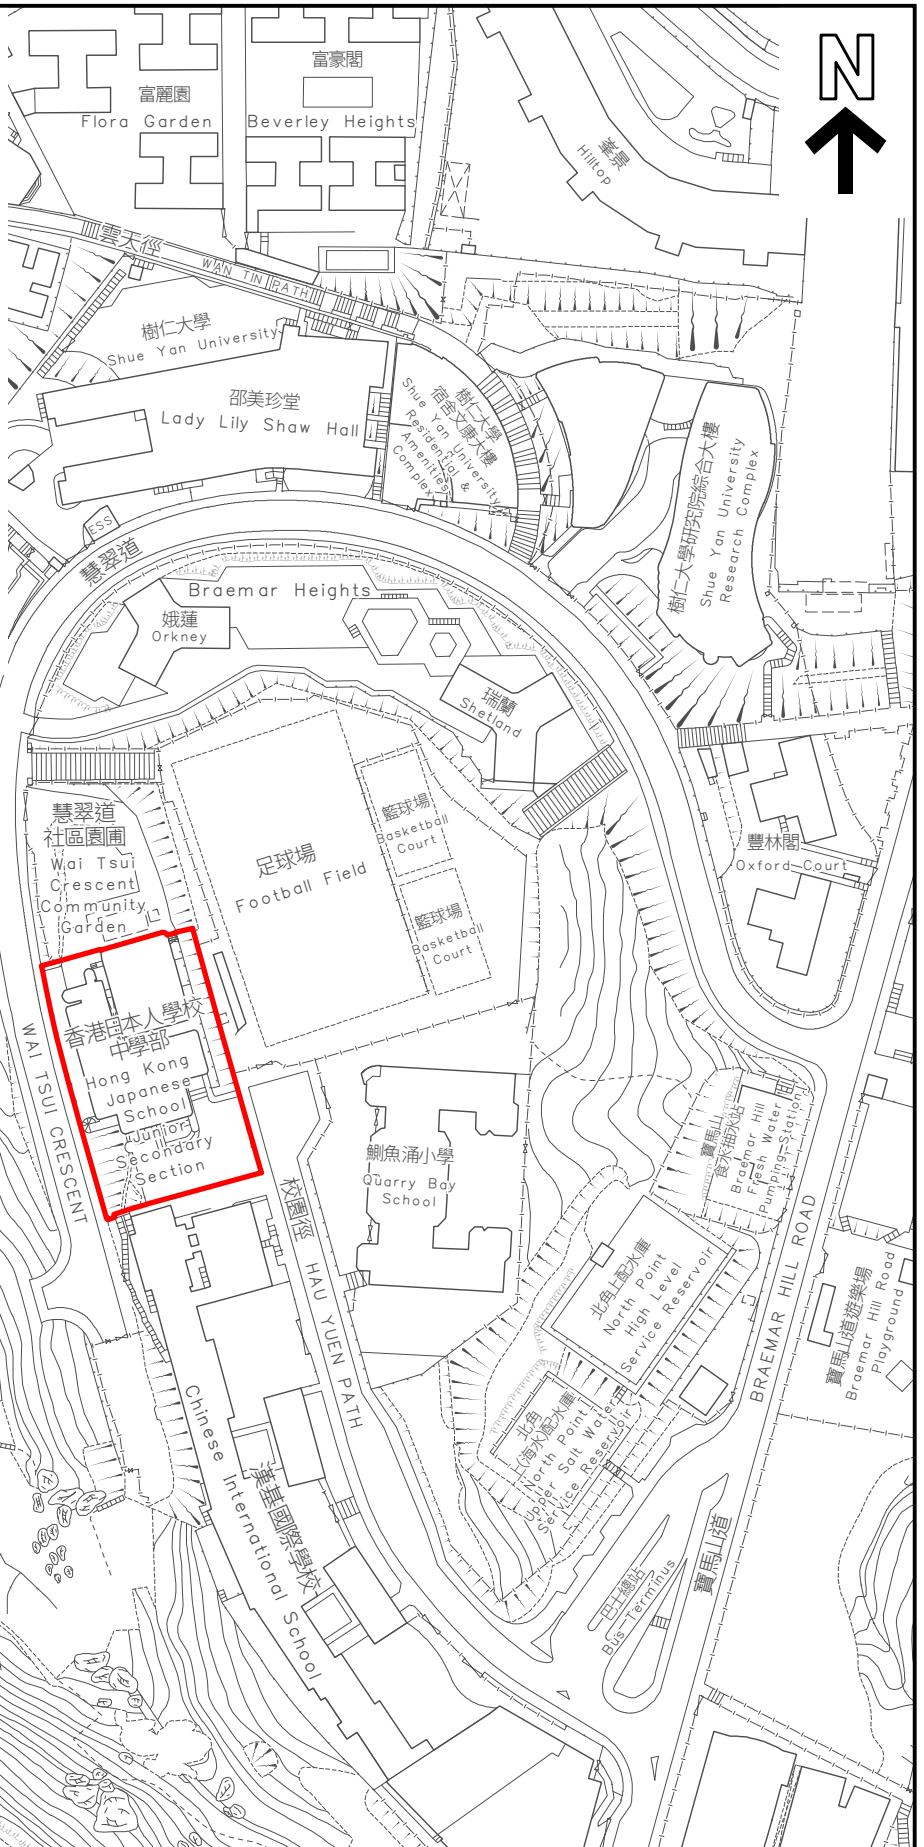 N
富麗園
Flora Garden
富豪閣
Beverley Heights
峯景
Hilltop
雲天徑
WAN TIN PATH
樹仁大學
Shue Yan University
邵美珍堂
Lady Lily Shaw Hall
樹仁大學
宿舍文康大樓
Shue Yan University
Residential &
Amenities
Complex
樹仁大學研究院綜合大樓
Shue Yan University
Research Complex
ESS
慧翠道
Braemar Heights
娥蓮
Orkney
瑞蘭
Shetland
慧翠道
社區園圃
Wai Tsui
Crescent
Community
Garden
足球場
Football Field
籃球場
Basketball
Court
籃球場
Basketball
Court
豐林閣
Oxford Court
WAI TSUI CRESCENT
香港日本人學校
中學部
Hong Kong
Japanese
School
Junior
Secondary
Section
鰂魚涌小學
Quarry Bay
School
校園徑
HAU YUEN PATH
寶馬山
食水抽水站
Braemar Hill
Fresh Water
Pumping Station
北角上配水庫
North Point
High Level
Service Reservoir
北角
(海水)配水庫
North Point
Upper Salt Water
Service Reservoir
BRAEMAR HILL ROAD
寶馬山道
寶馬山道遊樂場
Braemar Hill Road
Playground
Chinese International School
漢基國際學校
巴士總站
Bus Terminus